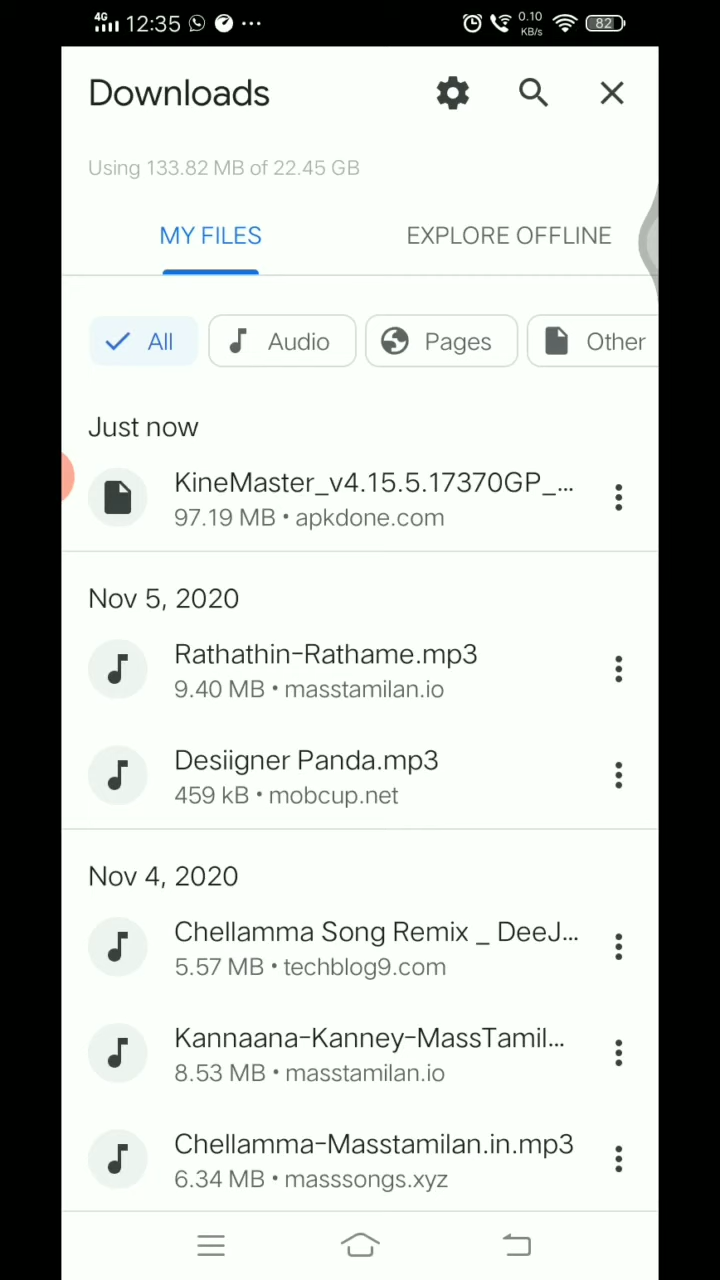 4G 12:35 ... 0.10 KB/s 82
Downloads
Using 133.82 MB of 22.45 GB
MY FILES EXPLORE OFFLINE
All Audio Pages Other
Just now
KineMaster_v4.15.5.17370GP_...
97.19 MB • apkdone.com
Nov 5, 2020
Rathathin-Rathame.mp3
9.40 MB • masstamilan.io
Desiigner Panda.mp3
459 kB • mobcup.net
Nov 4, 2020
Chellamma Song Remix _ DeeJ...
5.57 MB • techblog9.com
Kannaana-Kanney-MassTamil...
8.53 MB • masstamilan.io
Chellamma-Masstamilan.in.mp3
6.34 MB • masssongs.xyz